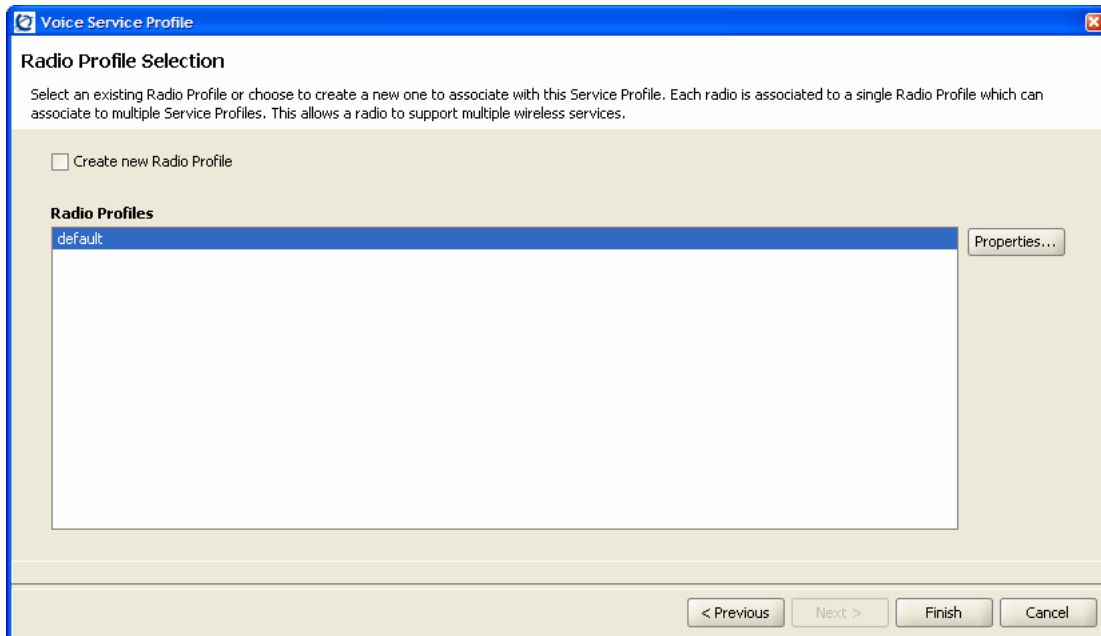 Voice Service Profile
Radio Profile Selection
Select an existing Radio Profile or choose to create a new one to associate with this Service Profile. Each radio is associated to a single Radio Profile which can
associate to multiple Service Profiles. This allows a radio to support multiple wireless services.
Create new Radio Profile
Radio Profiles
default
Properties...
< Previous
Next >
Finish
Cancel